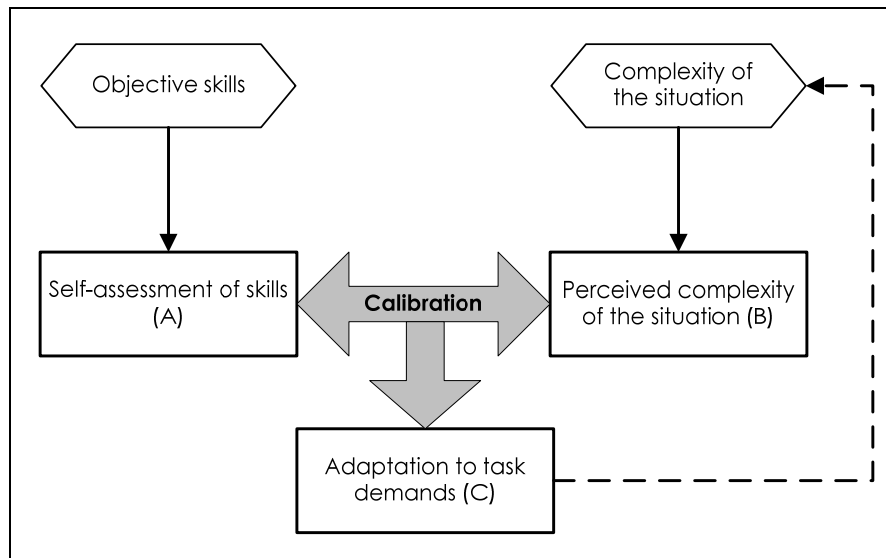 Objective skills
Complexity of
the situation
Self-assessment of skills
(A)
Calibration
Perceived complexity
of the situation (B)
Adaptation to task
demands (C)